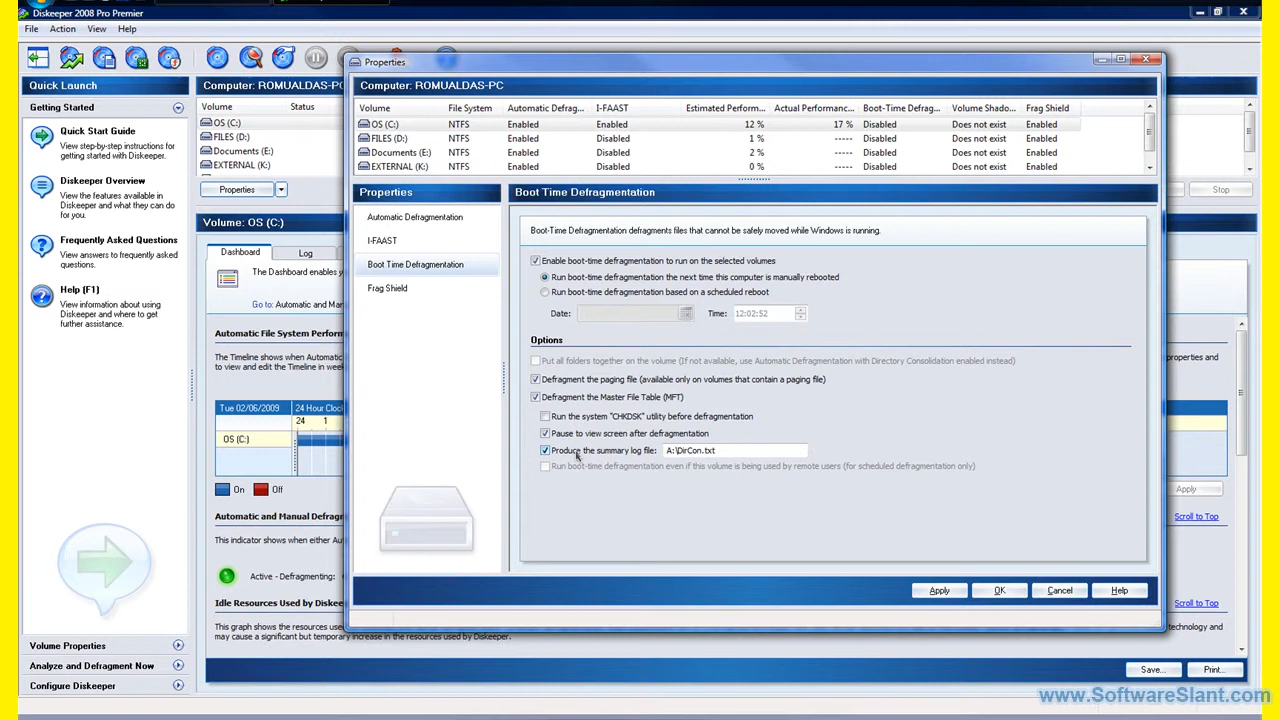 Diskeeper 2008 Pro Premier
File Action View Help
Quick Launch
Getting Started
Quick Start Guide
View step-by-step instructions for
getting started with Diskeeper.
Diskeeper Overview
View the features available in
Diskeeper and what they can do
for you.
Frequently Asked Questions
View answers to frequently asked
questions.
Help (F1)
View information about using
Diskeeper and where to get
further assistance.
Volume Properties
Analyze and Defragment Now
Configure Diskeeper
Computer: ROMUALDAS-PC
Volume Status
OS (C:)
FILES (D:)
Documents (E:)
EXTERNAL (K:)
Properties
Stop
Volume: OS (C:)
Dashboard Log
The Dashboard enables y
Go to: Automatic and Man
Automatic File System Perform
The Timeline shows when Automatic
to view and edit the Timeline in week
properties and
Tue 02/06/2009 24 Hour Clock
24 1
OS (C:)
On Off
Apply
Automatic and Manual Defragm
Scroll to Top
This indicator shows when either Aut
Active - Defragmenting:
Idle Resources Used by Diskee
Scroll to Top
This graph shows the resources used
technology and
may cause a significant but temporary increase in the resources used by Diskeeper.
Save... Print...
Properties
Computer: ROMUALDAS-PC
Volume File System Automatic Defrag... I-FAAST Estimated Perform... Actual Performanc... Boot-Time Defrag... Volume Shado... Frag Shield
OS (C:) NTFS Enabled Enabled 12 % 17 % Disabled Does not exist Enabled
FILES (D:) NTFS Enabled Disabled 1 % ----- Disabled Does not exist Enabled
Documents (E:) NTFS Enabled Disabled 2 % ----- Disabled Does not exist Enabled
EXTERNAL (K:) NTFS Enabled Disabled 0 % ----- Disabled Does not exist Enabled
Properties
Automatic Defragmentation
I-FAAST
Boot Time Defragmentation
Frag Shield
Boot Time Defragmentation
Boot-Time Defragmentation defragments files that cannot be safely moved while Windows is running.
Enable boot-time defragmentation to run on the selected volumes
Run boot-time defragmentation the next time this computer is manually rebooted
Run boot-time defragmentation based on a scheduled reboot
Date: Time: 12:02:52
Options
Put all folders together on the volume (If not available, use Automatic Defragmentation with Directory Consolidation enabled instead)
Defragment the paging file (available only on volumes that contain a paging file)
Defragment the Master File Table (MFT)
Run the system "CHKDSK" utility before defragmentation
Pause to view screen after defragmentation
Produce the summary log file: A:\DirCon.txt
Run boot-time defragmentation even if this volume is being used by remote users (for scheduled defragmentation only)
Apply OK Cancel Help
www.SoftwareSlant.com